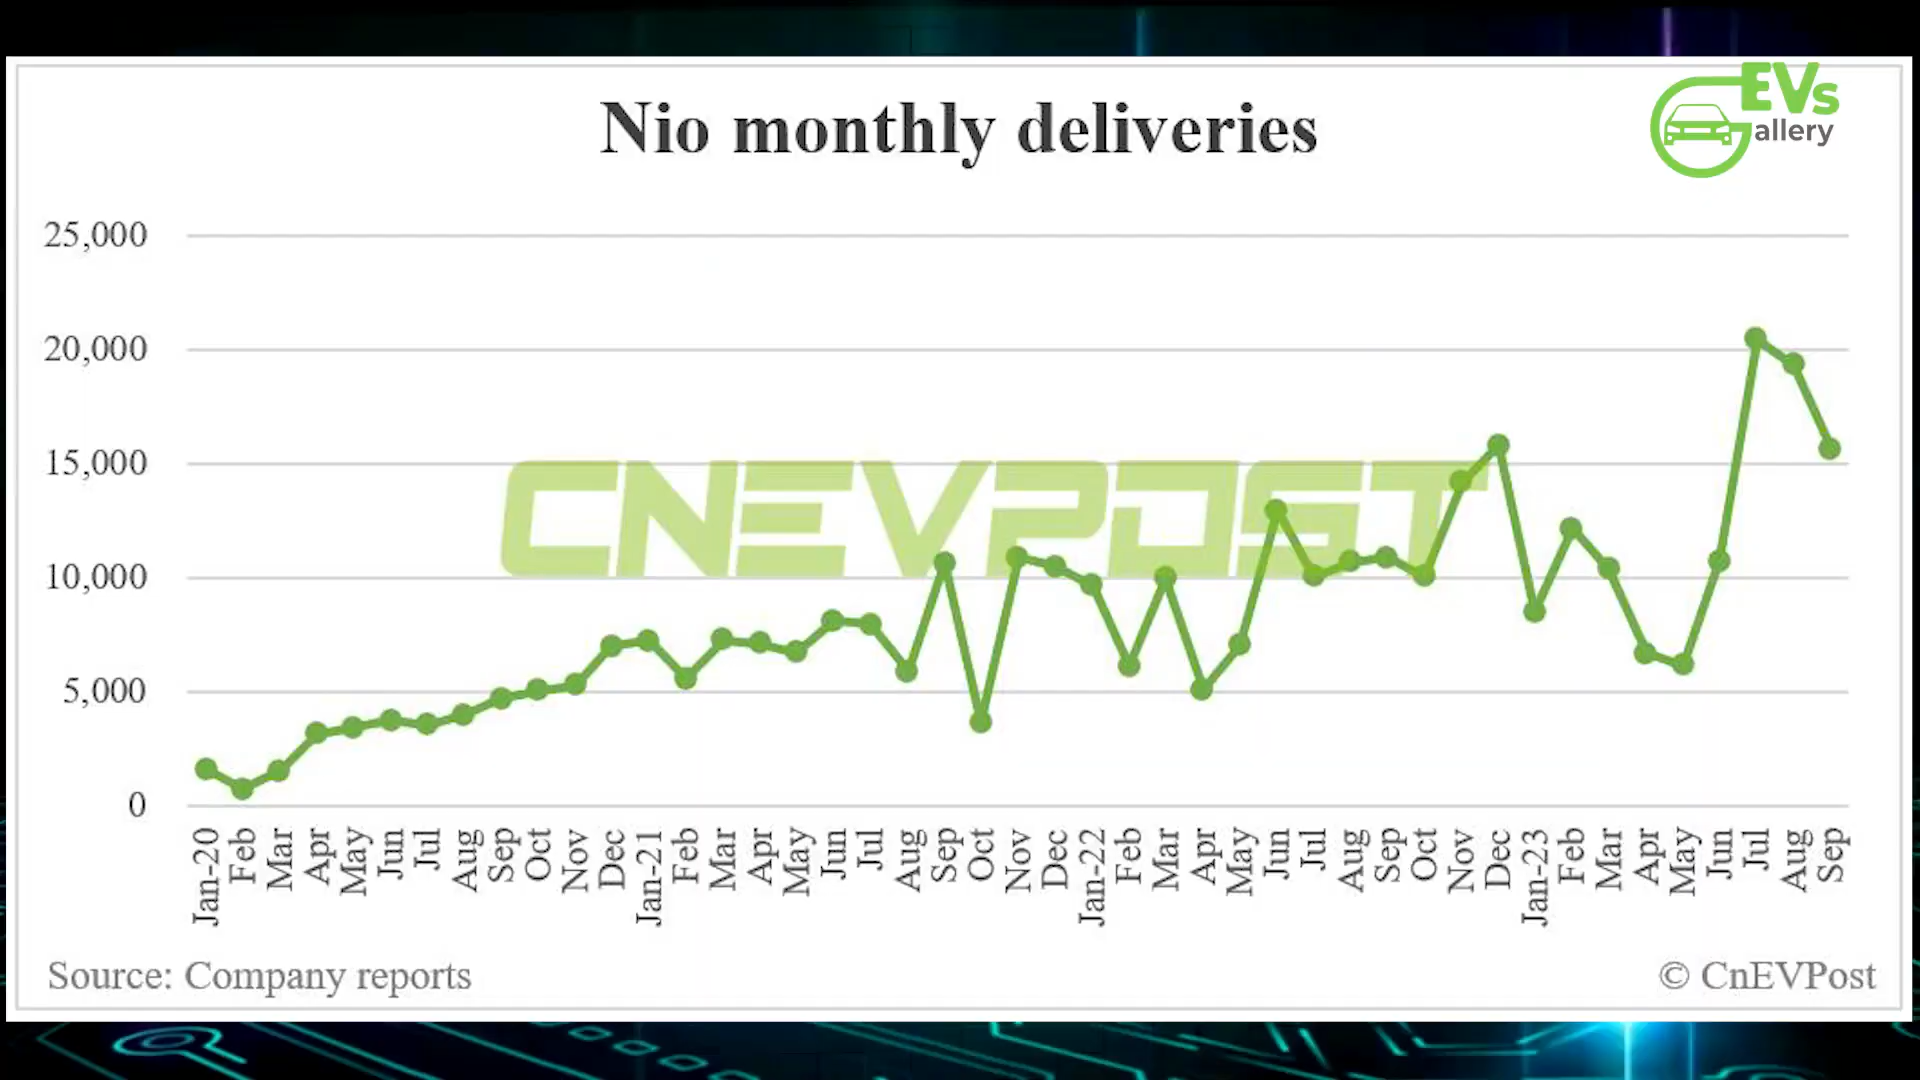 EVs
Gallery
Nio monthly deliveries
25,000
20,000
15,000
10,000
5,000
0
CNEVPOST
Jan-20 Feb Mar Apr May Jun Jul Aug Sep Oct Nov Dec Jan-21 Feb Mar Apr May Jun Jul Aug Sep Oct Nov Dec Jan-22 Feb Mar Apr May Jun Jul Aug Sep Oct Nov Dec Jan-23 Feb Mar Apr May Jun Jul Aug Sep
Source: Company reports
© CnEVPost